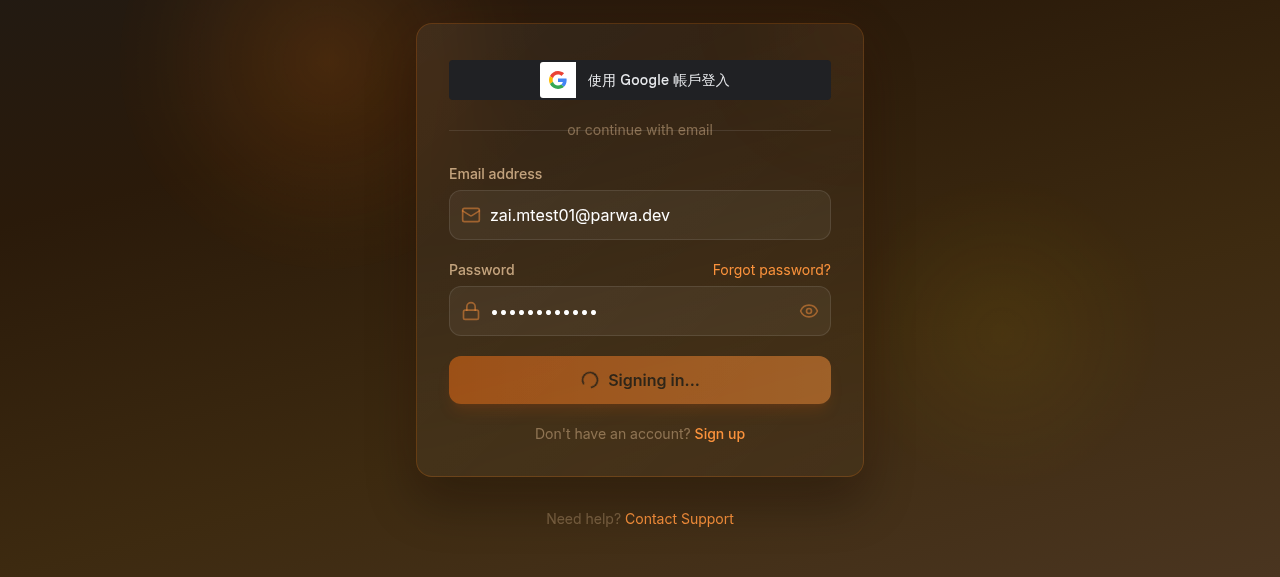 使用 Google 帳戶登入
or continue with email
Email address
zai.mtest01@parwa.dev
Password Forgot password?
••••••••••••
Signing in...
Don't have an account? Sign up
Need help? Contact Support